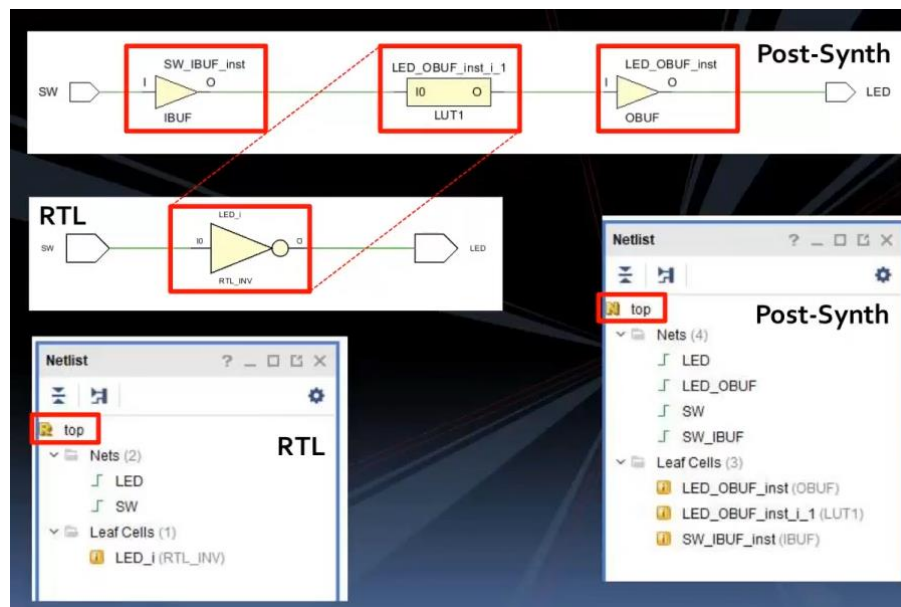 Post-Synth
SW_IBUF_inst
LED_OBUF_inst_i_1
LED_OBUF_inst
SW
I
O
I0
O
I
O
LED
IBUF
LUT1
OBUF
RTL
LED_i
SW
I0
O
LED
RTL_INV
Netlist
?
top
RTL
Nets (2)
LED
SW
Leaf Cells (1)
LED_i (RTL_INV)
Netlist
?
top
Post-Synth
Nets (4)
LED
LED_OBUF
SW
SW_IBUF
Leaf Cells (3)
LED_OBUF_inst (OBUF)
LED_OBUF_inst_i_1 (LUT1)
SW_IBUF_inst (IBUF)